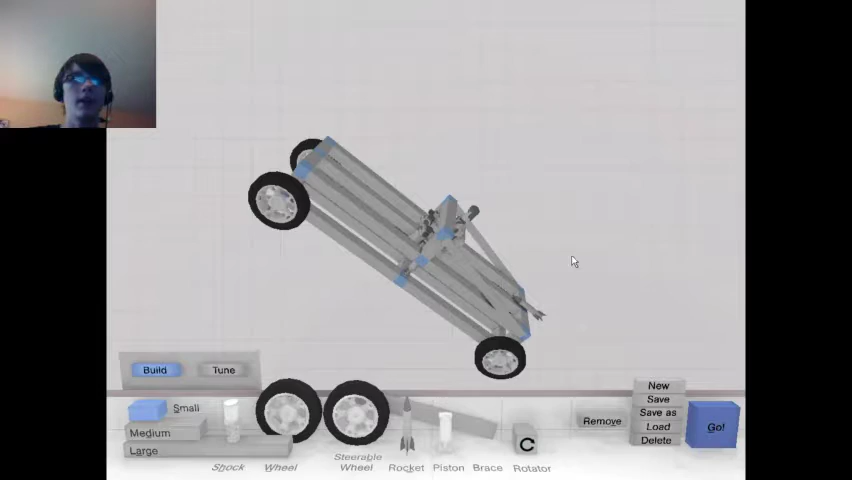 Build Tune
Small
Medium
Large
Shock Wheel Steerable Wheel Rocket Piston Brace Rotator
C
Remove
New
Save
Save as
Load
Delete
Go!